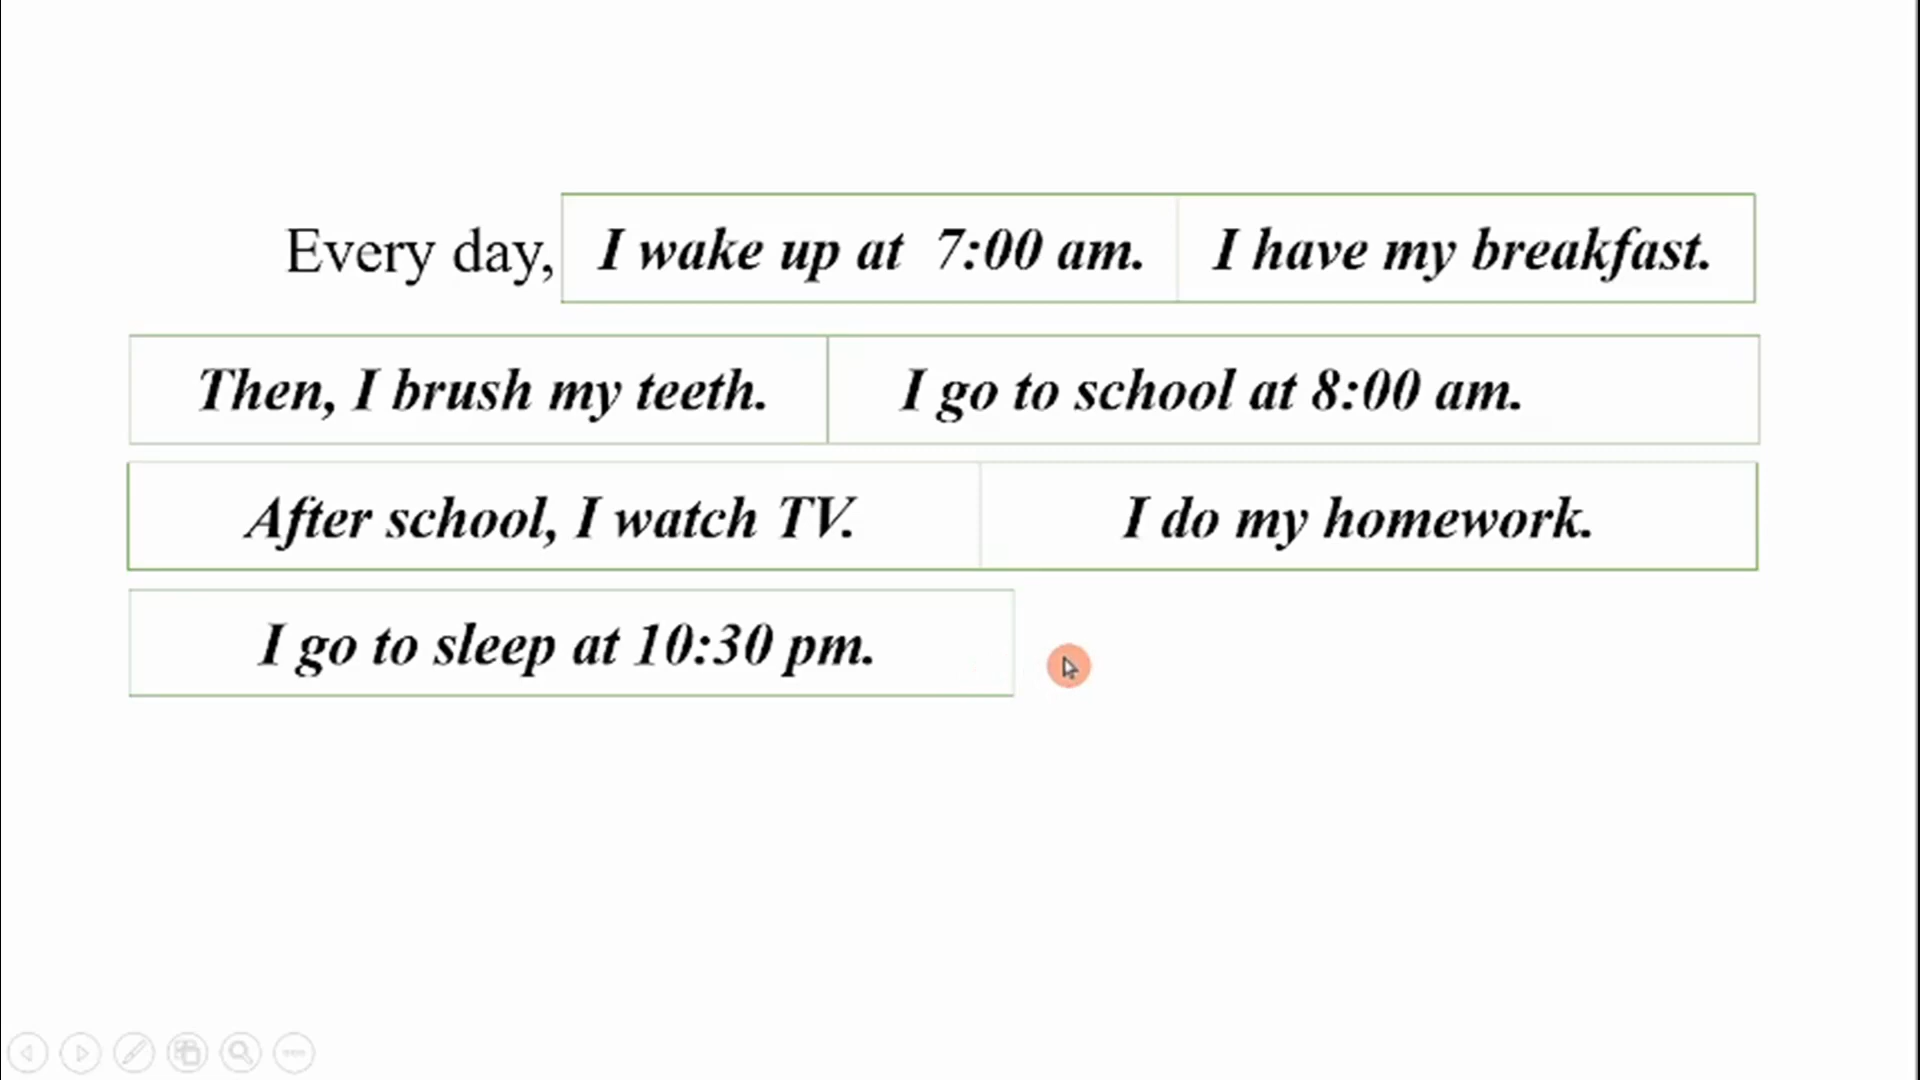 Every day, I wake up at 7:00 am. I have my breakfast.
Then, I brush my teeth. I go to school at 8:00 am.
After school, I watch TV. I do my homework.
I go to sleep at 10:30 pm.